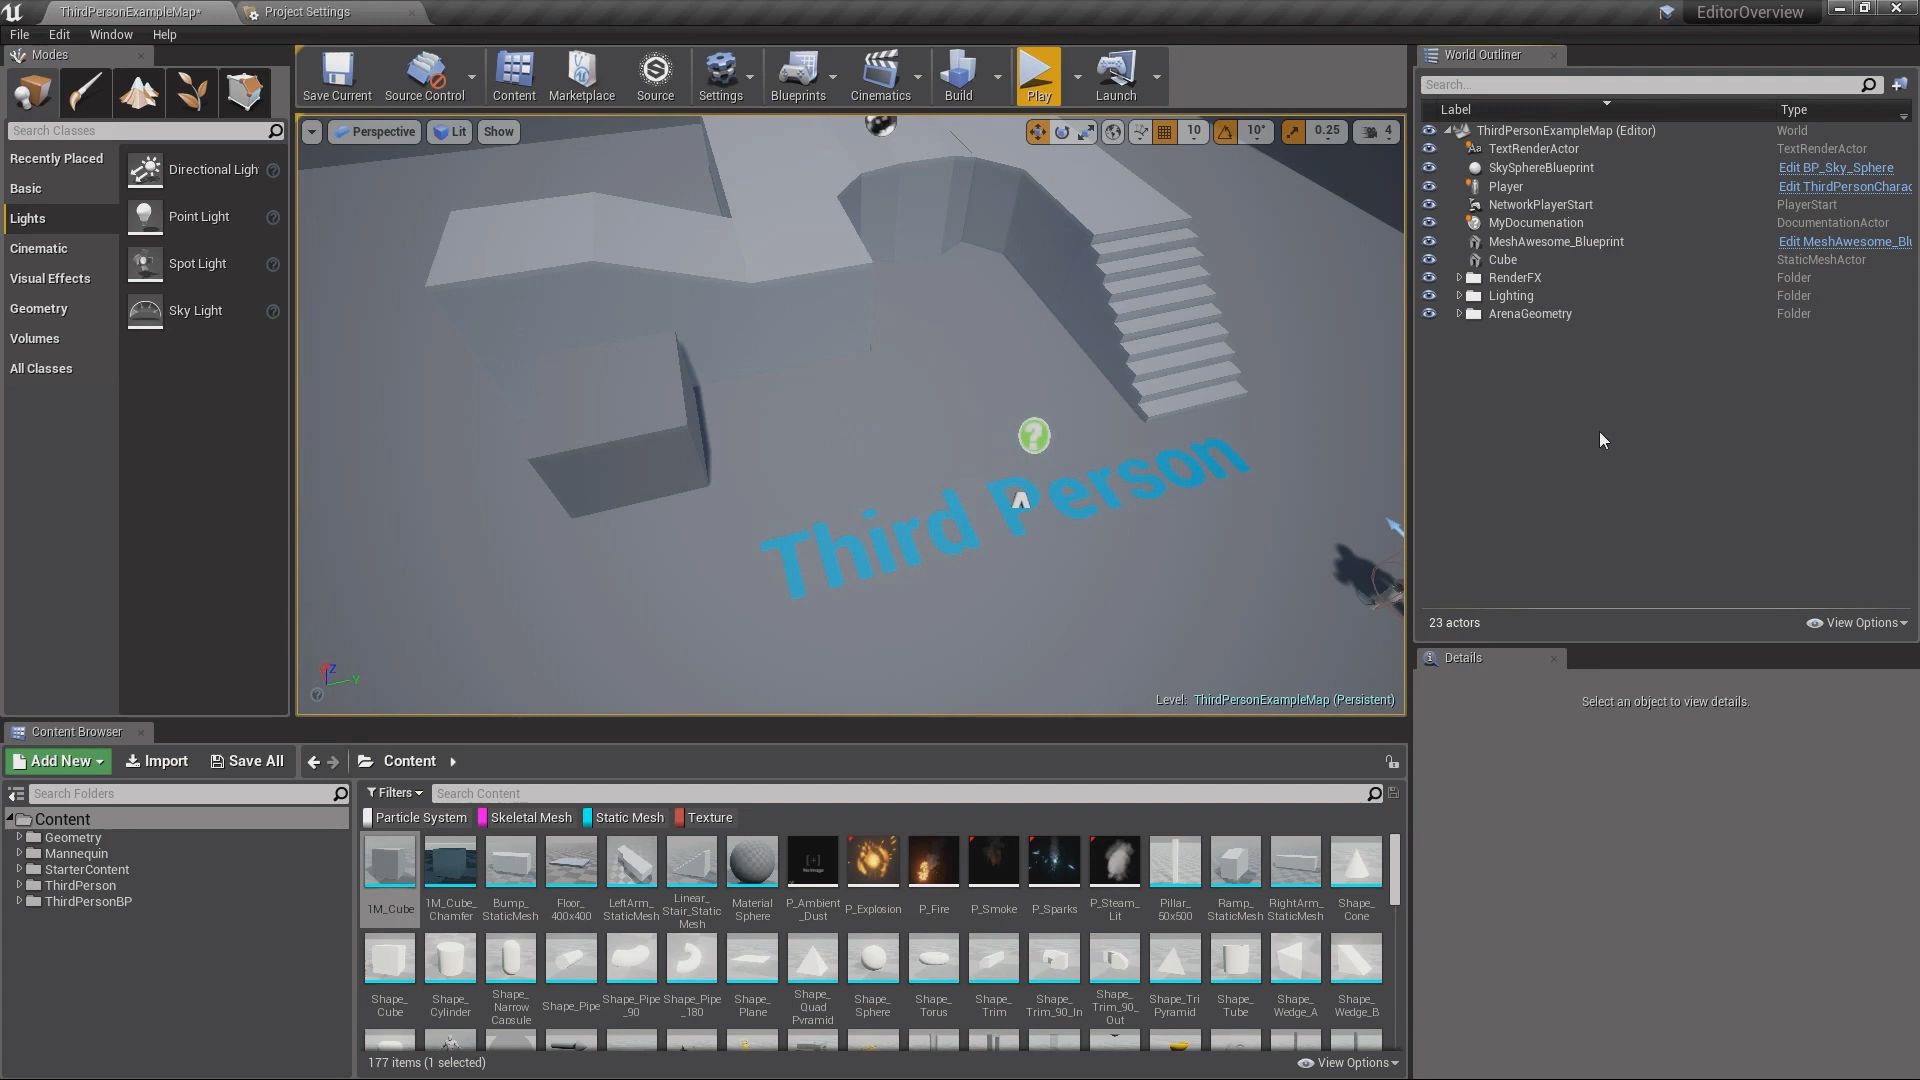 ThirdPersonExampleMap*
Project Settings
EditorOverview
File Edit Window Help
Modes
Search Classes
Recently Placed
Basic
Lights
Cinematic
Visual Effects
Geometry
Volumes
All Classes
Directional Ligh
Point Light
Spot Light
Sky Light
Save Current
Source Control
Content
Marketplace
Source
Settings
Blueprints
Cinematics
Build
Play
Launch
Perspective
Lit
Show
10
10°
0.25
4
Third Person
Z
Y
Level: ThirdPersonExampleMap (Persistent)
World Outliner
Search...
Label Type
ThirdPersonExampleMap (Editor) World
TextRenderActor TextRenderActor
SkySphereBlueprint Edit BP_Sky_Sphere
Player Edit ThirdPersonCharac
NetworkPlayerStart PlayerStart
MyDocumenation DocumentationActor
MeshAwesome_Blueprint Edit MeshAwesome_Blu
Cube StaticMeshActor
RenderFX Folder
Lighting Folder
ArenaGeometry Folder
23 actors
View Options
Details
Select an object to view details.
Content Browser
Add New
Import
Save All
Content
Search Folders
Content
Geometry
Mannequin
StarterContent
ThirdPerson
ThirdPersonBP
Filters
Search Content
Particle System
Skeletal Mesh
Static Mesh
Texture
1M_Cube
1M_Cube_
Chamfer
Bump_
StaticMesh
Floor_
400x400
LeftArm_
StaticMesh
Linear_
Stair_Static
Mesh
Material
Sphere
P_Ambient
_Dust
P_Explosion
P_Fire
P_Smoke
P_Sparks
P_Steam_
Lit
Pillar_
50x500
Ramp_
StaticMesh
RightArm_
StaticMesh
Shape_
Cone
Shape_
Cube
Shape_
Cylinder
Shape_
Narrow
Capsule
Shape_Pipe
Shape_Pipe
_90
Shape_Pipe
_180
Shape_
Plane
Shape_
Quad
Pyramid
Shape_
Sphere
Shape_
Torus
Shape_
Trim
Shape_
Trim_90_In
Shape_
Trim_90_
Out
Shape_Tri
Pyramid
Shape_
Tube
Shape_
Wedge_A
Shape_
Wedge_B
177 items (1 selected)
View Options